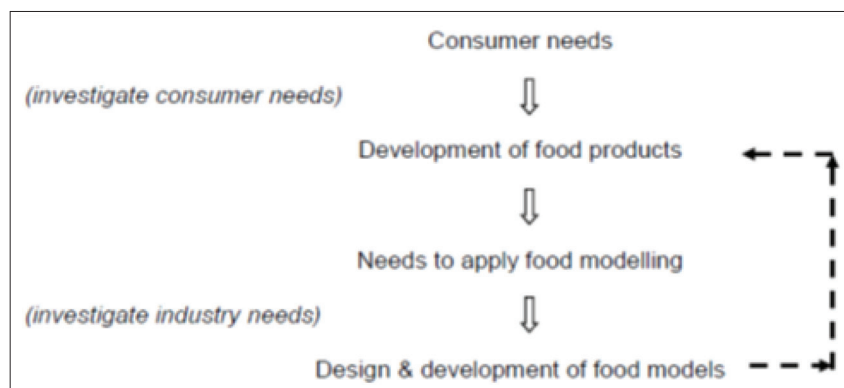 Consumer needs
(investigate consumer needs)
Development of food products
Needs to apply food modelling
(investigate industry needs)
Design & development of food models